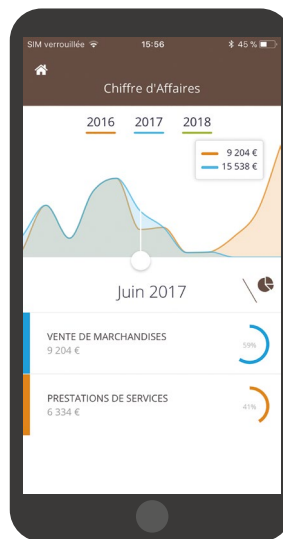 SIM verrouillée 15:56 45 %
Chiffre d'Affaires
2016 2017 2018
9 204 €
15 538 €
Juin 2017
VENTE DE MARCHANDISES
9 204 €
59%
PRESTATIONS DE SERVICES
6 334 €
41%